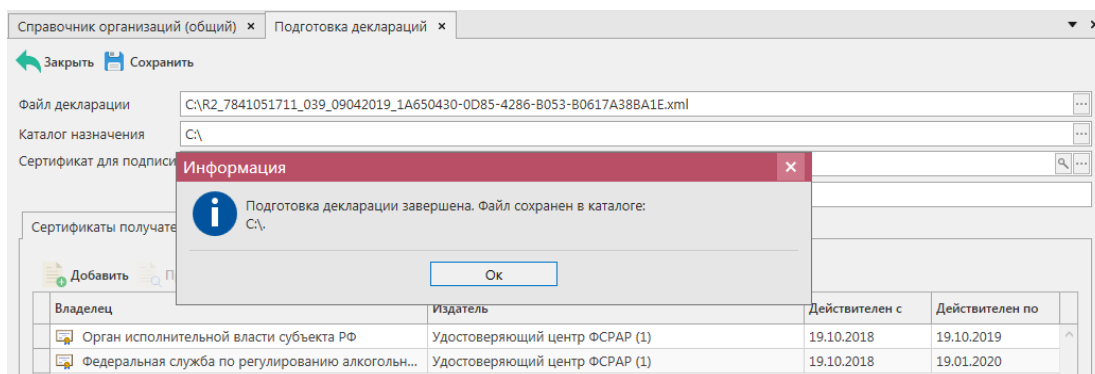 Справочник организаций (общий) × Подготовка деклараций ×
Закрыть Сохранить
Файл декларации C:\R2_7841051711_039_09042019_1A650430-0D85-4286-B053-B0617A38BA1E.xml
Каталог назначения C:\
Сертификат для подписи
Информация
Подготовка декларации завершена. Файл сохранен в каталоге:
C:\.
Ок
Сертификаты получате
Добавить П
Владелец Издатель Действителен с Действителен по
Орган исполнительной власти субъекта РФ Удостоверяющий центр ФСРАР (1) 19.10.2018 19.10.2019
Федеральная служба по регулированию алкогольн... Удостоверяющий центр ФСРАР (1) 19.10.2018 19.01.2020